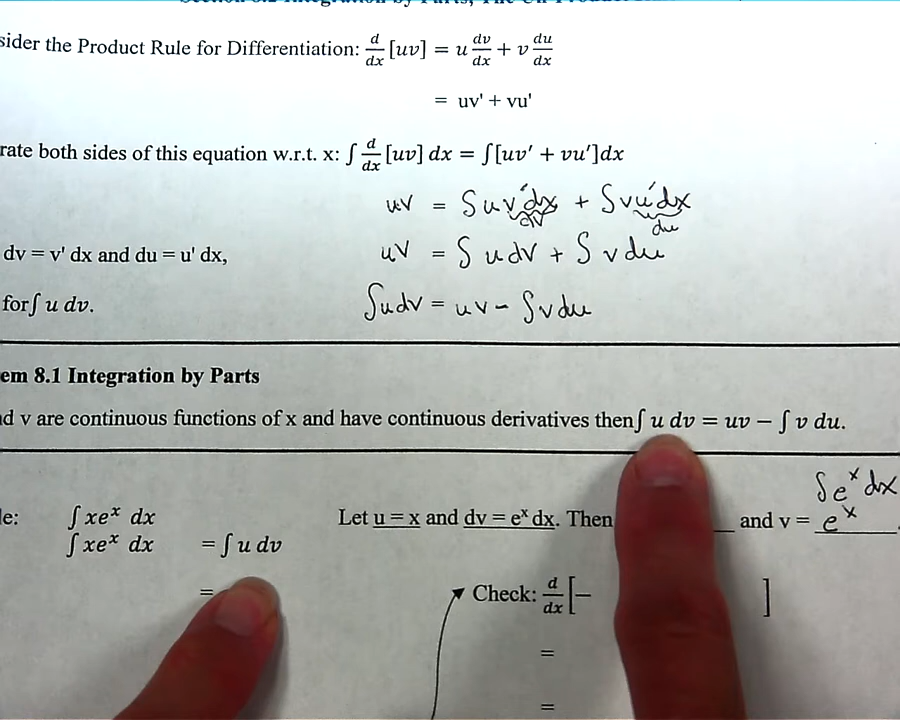 sider the Product Rule for Differentiation: d/dx [uv] = u dv/dx + v du/dx
= uv' + vu'
rate both sides of this equation w.r.t. x: ∫ d/dx [uv] dx = ∫[uv′ + vu′]dx
uv = ∫ u v′dx + ∫ v u′dx
dv du
dv = v' dx and du = u' dx, uv = ∫ u dv + ∫ v du
for ∫ u dv. ∫ u dv = uv − ∫ v du
em 8.1 Integration by Parts
d v are continuous functions of x and have continuous derivatives then ∫ u dv = uv − ∫ v du.
∫ e^x dx
le: ∫ xe^x dx Let u = x and dv = e^x dx. Then and v = e^x.
∫ xe^x dx = ∫ u dv
= Check: d/dx [− ]
=
=